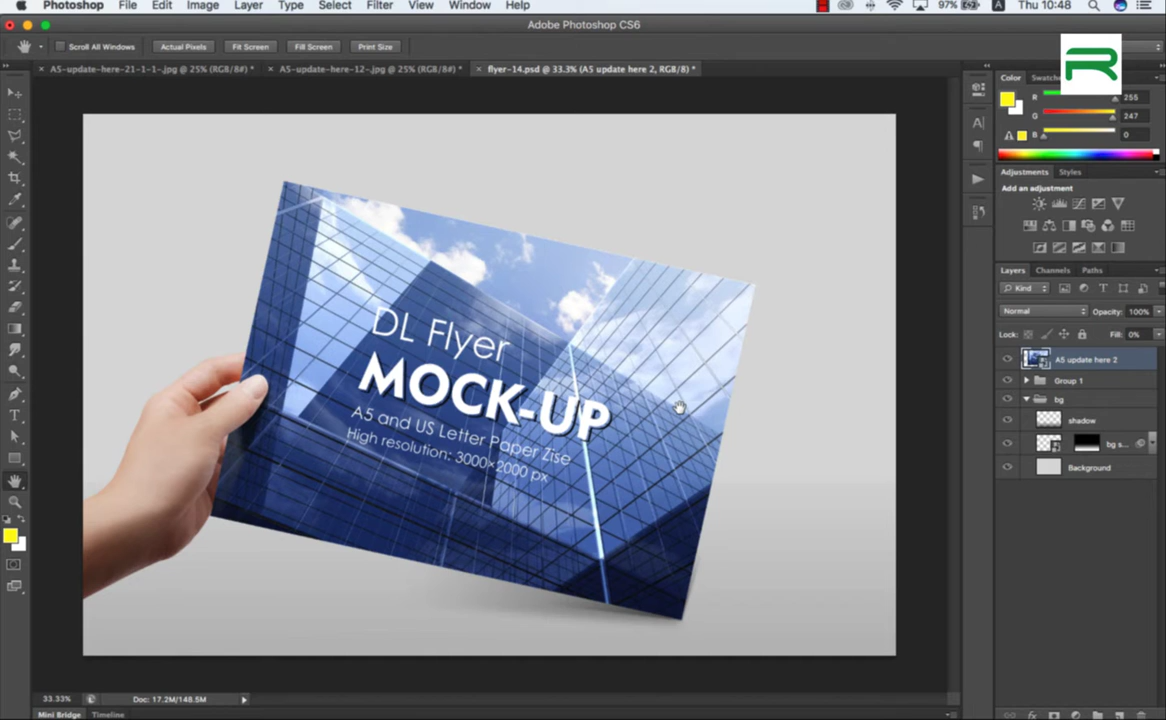 Photoshop File Edit Image Layer Type Select Filter View Window Help 97% A Thu 10:48
Adobe Photoshop CS6
Scroll All Windows Actual Pixels Fit Screen Fill Screen Print Size
× A5-update-here-21-1-1-.jpg @ 25% (RGB/8#) * × A5-update-here-12-.jpg @ 25% (RGB/8#) * × flyer-14.psd @ 33.3% (A5 update here 2, RGB/8) *
R
Color Swatches
R 255
G 247
B 0
Adjustments Styles
Add an adjustment
Layers Channels Paths
Kind
Normal Opacity: 100%
Lock: Fill: 0%
A5 update here 2
Group 1
bg
shadow
bg s...
Background
DL Flyer
MOCK-UP
A5 and US Letter Paper Zise
High resolution: 3000×2000 px
33.33% Doc: 17.2M/148.5M
Mini Bridge Timeline